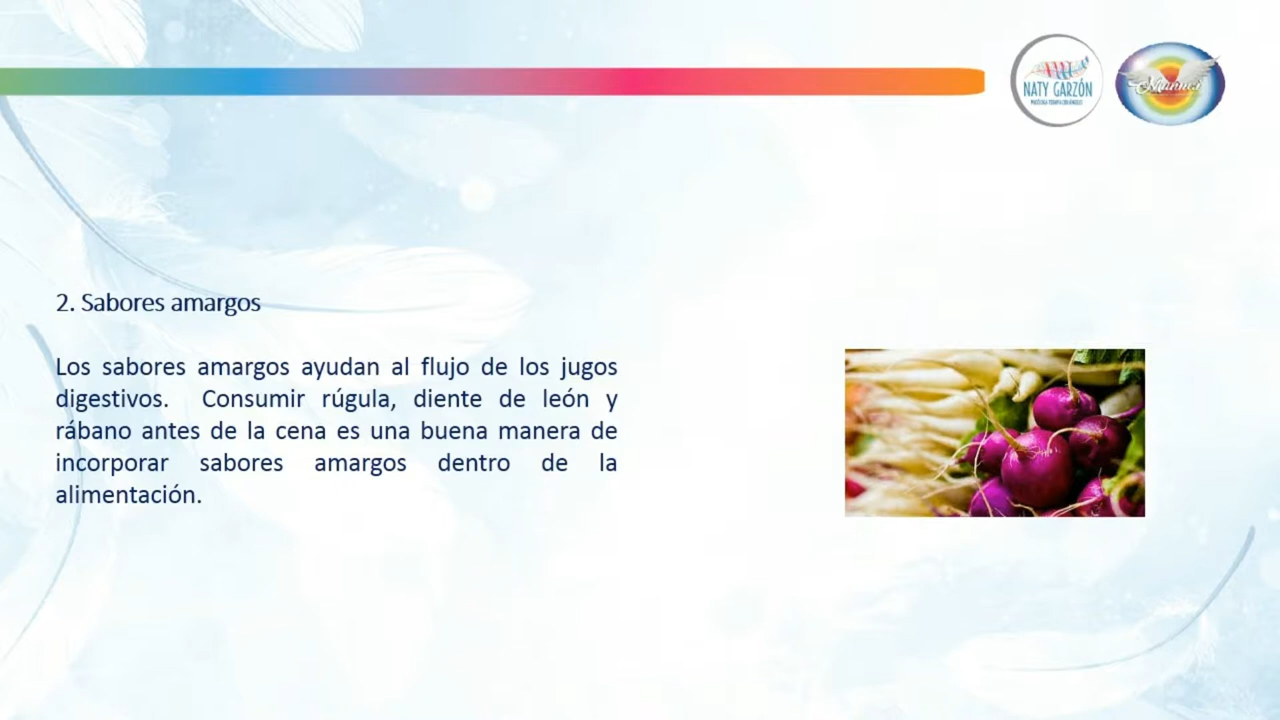 NATY GARZÓN
2. Sabores amargos
Los sabores amargos ayudan al flujo de los jugos
digestivos. Consumir rúgula, diente de león y
rábano antes de la cena es una buena manera de
incorporar sabores amargos dentro de la
alimentación.